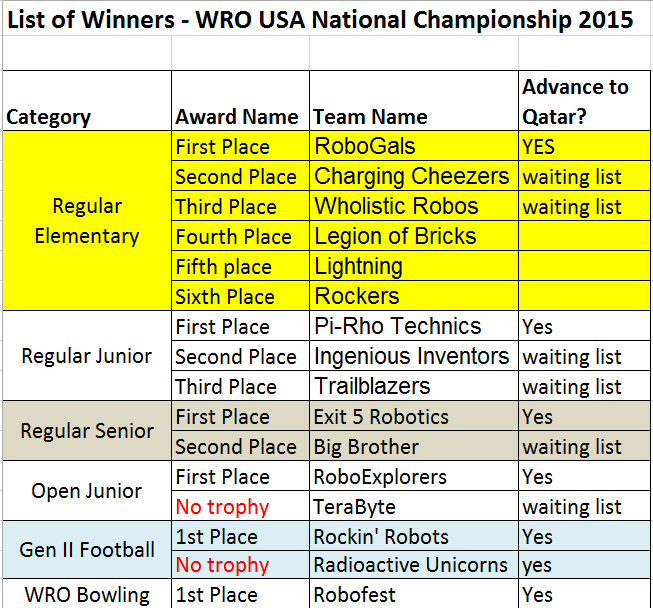 List of Winners - WRO USA National Championship 2015
Category Award Name Team Name Advance to Qatar?
Regular Elementary
First Place RoboGals YES
Second Place Charging Cheezers waiting list
Third Place Wholistic Robos waiting list
Fourth Place Legion of Bricks
Fifth place Lightning
Sixth Place Rockers
Regular Junior
First Place Pi-Rho Technics Yes
Second Place Ingenious Inventors waiting list
Third Place Trailblazers waiting list
Regular Senior
First Place Exit 5 Robotics Yes
Second Place Big Brother waiting list
Open Junior
First Place RoboExplorers Yes
No trophy TeraByte waiting list
Gen II Football
1st Place Rockin' Robots Yes
No trophy Radioactive Unicorns yes
WRO Bowling 1st Place Robofest Yes